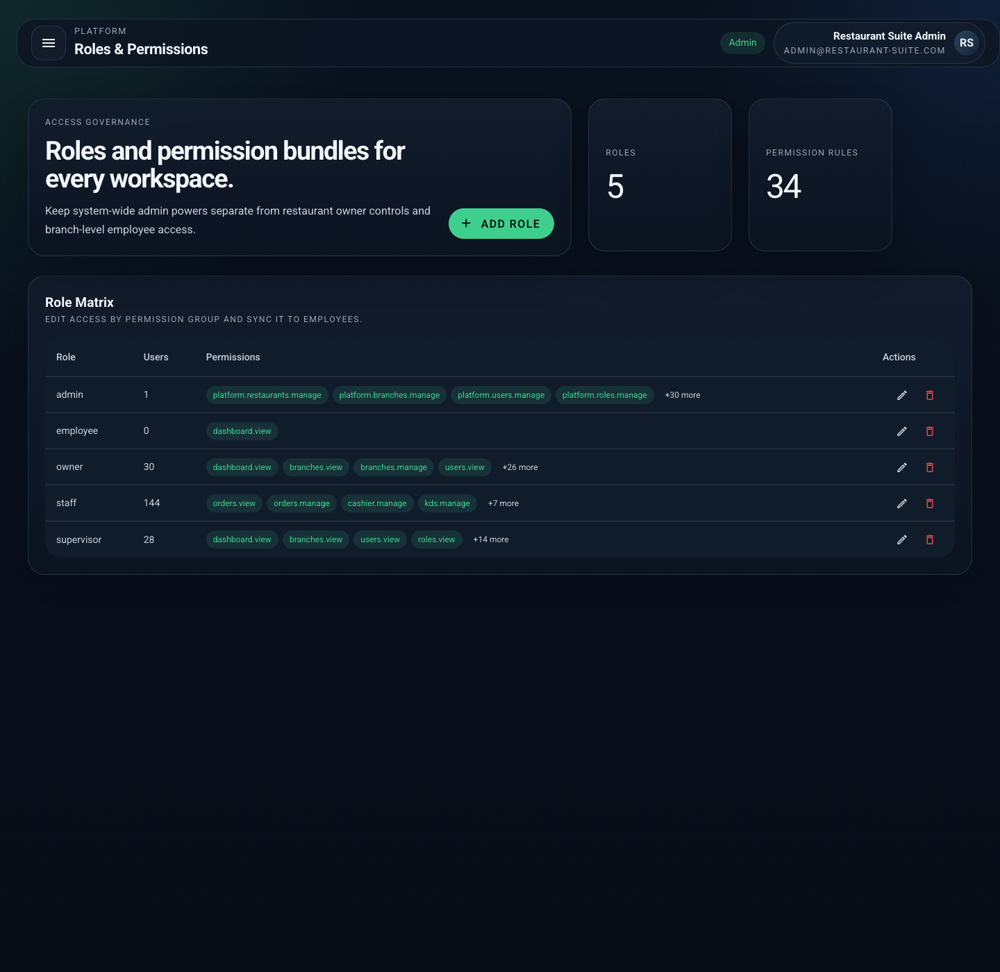 PLATFORM
Roles & Permissions
Admin
Restaurant Suite Admin
ADMIN@RESTAURANT-SUITE.COM
RS
ACCESS GOVERNANCE
Roles and permission bundles for
every workspace.
Keep system-wide admin powers separate from restaurant owner controls and
branch-level employee access.
+ ADD ROLE
ROLES
5
PERMISSION RULES
34
Role Matrix
EDIT ACCESS BY PERMISSION GROUP AND SYNC IT TO EMPLOYEES.
Role Users Permissions Actions
admin 1 platform.restaurants.manage platform.branches.manage platform.users.manage platform.roles.manage +30 more
employee 0 dashboard.view
owner 30 dashboard.view branches.view branches.manage users.view +26 more
staff 144 orders.view orders.manage cashier.manage kds.manage +7 more
supervisor 28 dashboard.view branches.view users.view roles.view +14 more